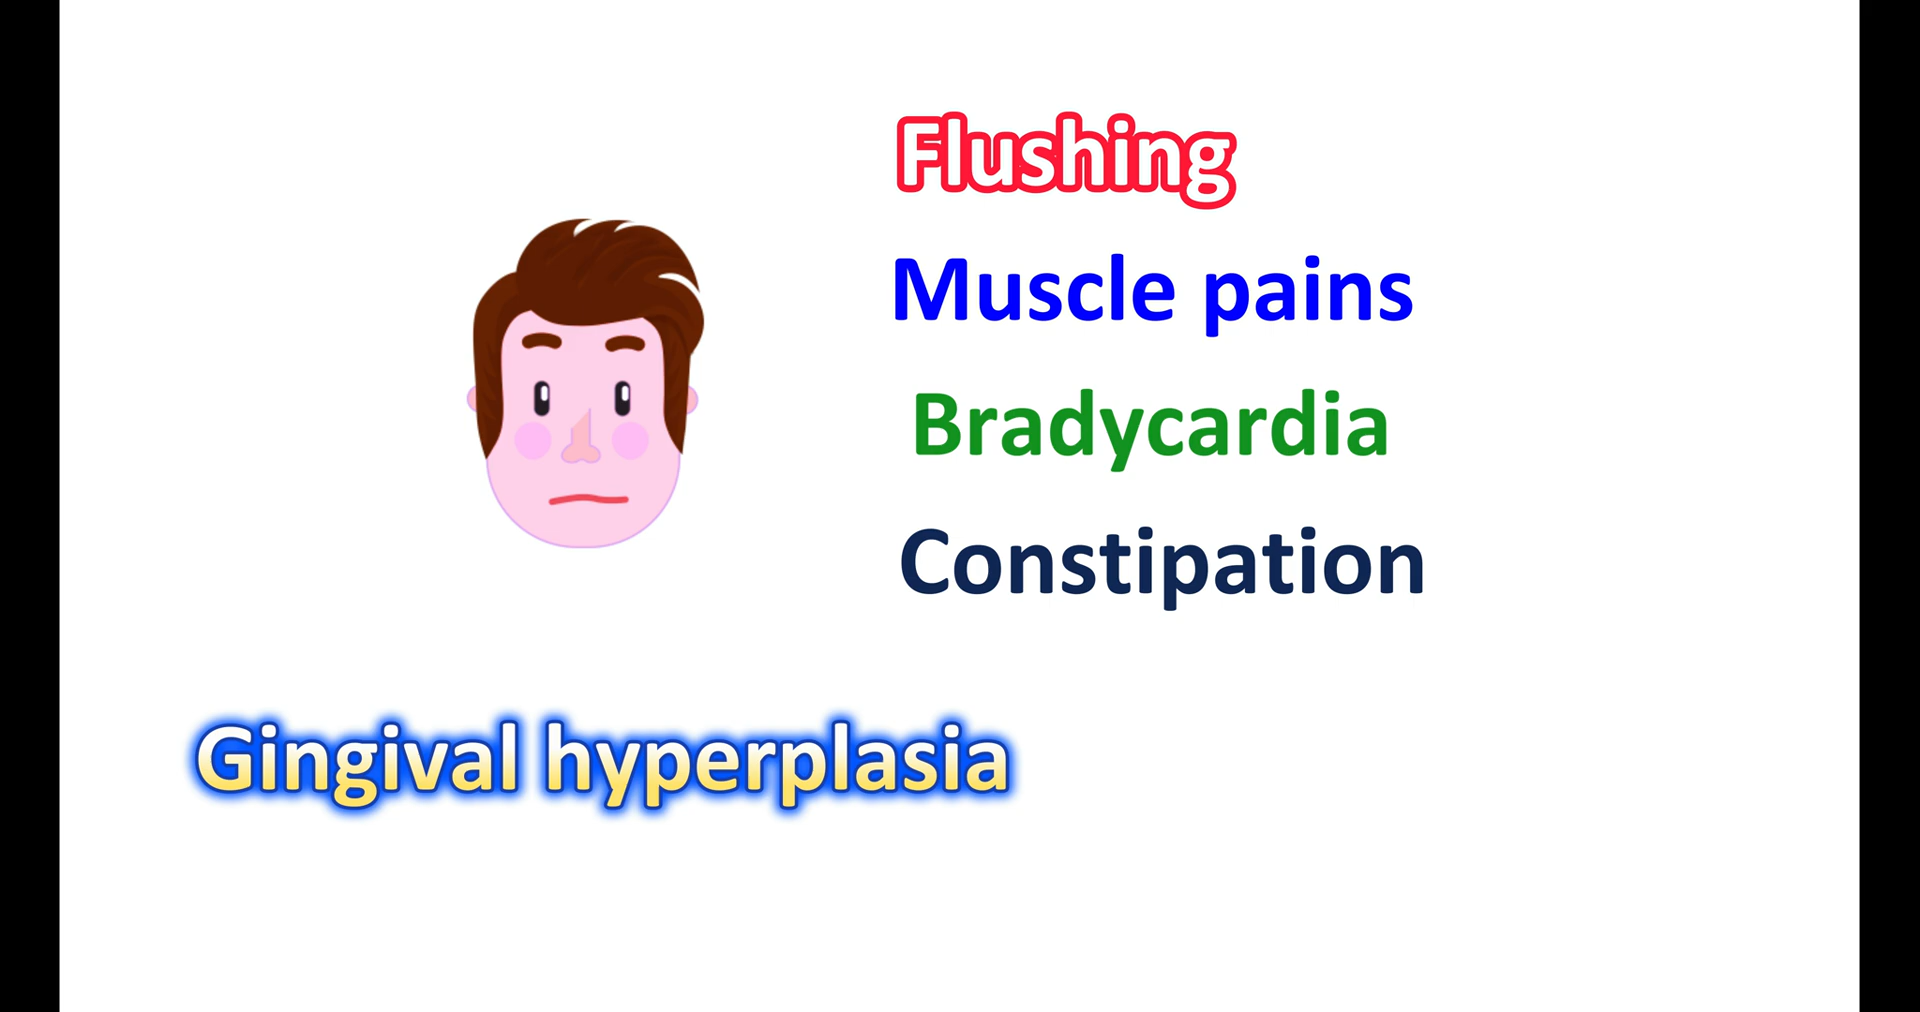 Flushing
Muscle pains
Bradycardia
Constipation
Gingival hyperplasia